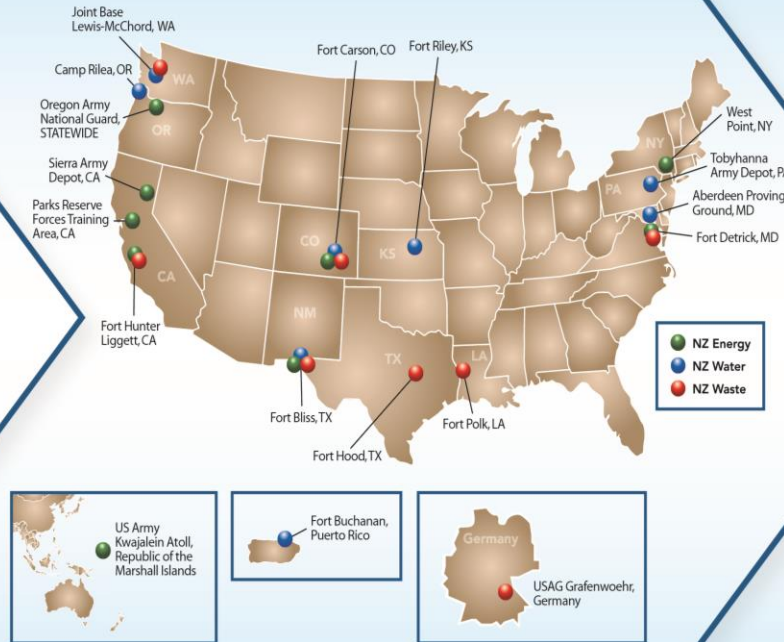 Joint Base
Lewis-McChord, WA
Camp Rilea, OR
Oregon Army
National Guard,
STATEWIDE
Sierra Army
Depot, CA
Parks Reserve
Forces Training
Area, CA
Fort Hunter
Liggett, CA
Fort Carson, CO
Fort Riley, KS
West
Point, NY
Tobyhanna
Army Depot, PA
Aberdeen Proving
Ground, MD
Fort Detrick, MD
WA
OR
CA
CO
KS
NM
TX
LA
NY
PA
Fort Bliss, TX
Fort Hood, TX
Fort Polk, LA
NZ Energy
NZ Water
NZ Waste
US Army
Kwajalein Atoll,
Republic of the
Marshall Islands
Fort Buchanan,
Puerto Rico
Germany
USAG Grafenwoehr,
Germany